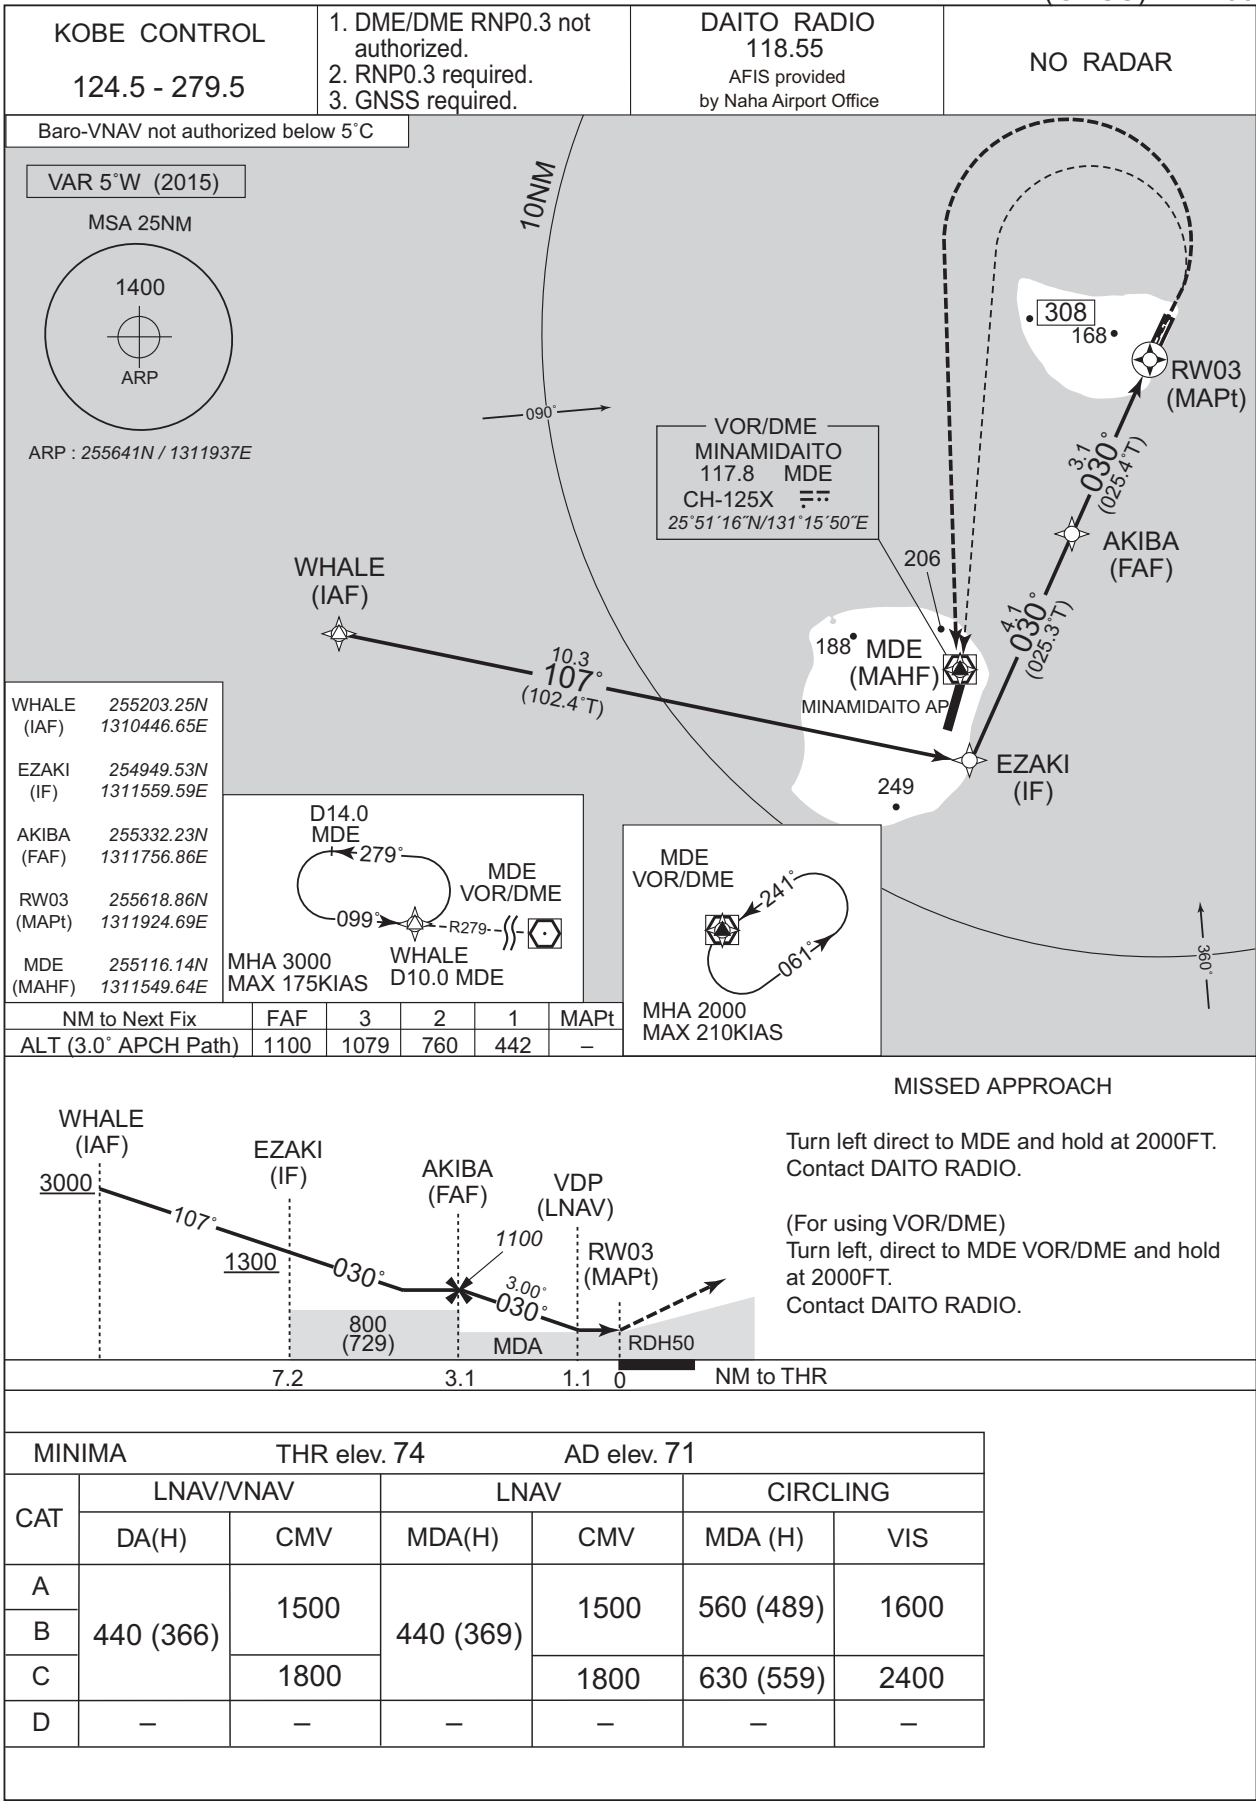 KOBE CONTROL
124.5 - 279.5
1. DME/DME RNP0.3 not
authorized.
2. RNP0.3 required.
3. GNSS required.
DAITO RADIO
118.55
AFIS provided
by Naha Airport Office
NO RADAR
Baro-VNAV not authorized below 5˚C
VAR 5˚W (2015)
MSA 25NM
1400
ARP
ARP : 255641N / 1311937E
10NM
090˚
308
168
RW03
(MAPt)
3.1
030˚
(025.4˚T)
VOR/DME
MINAMIDAITO
117.8 MDE
CH-125X
25˚51´16˝N/131˚15´50˝E
AKIBA
(FAF)
206
WHALE
(IAF)
4.1
030˚
(025.3˚T)
188
MDE
(MAHF)
MINAMIDAITO AP
10.3
107˚
(102.4˚T)
EZAKI
(IF)
249
360˚
WHALE 255203.25N
(IAF) 1310446.65E
EZAKI 254949.53N
(IF) 1311559.59E
AKIBA 255332.23N
(FAF) 1311756.86E
RW03 255618.86N
(MAPt) 1311924.69E
MDE 255116.14N
(MAHF) 1311549.64E
D14.0
MDE
279˚
099˚
R279
MDE
VOR/DME
WHALE
D10.0 MDE
MHA 3000
MAX 175KIAS
MDE
VOR/DME
241˚
061˚
MHA 2000
MAX 210KIAS
NM to Next Fix FAF 3 2 1 MAPt
ALT (3.0˚ APCH Path) 1100 1079 760 442 –
WHALE
(IAF)
3000
107˚
EZAKI
(IF)
1300
030˚
AKIBA
(FAF)
1100
3.00˚
030˚
VDP
(LNAV)
RW03
(MAPt)
800
(729)
MDA
RDH50
7.2 3.1 1.1 0 NM to THR
MISSED APPROACH
Turn left direct to MDE and hold at 2000FT.
Contact DAITO RADIO.
(For using VOR/DME)
Turn left, direct to MDE VOR/DME and hold
at 2000FT.
Contact DAITO RADIO.
MINIMA THR elev. 74 AD elev. 71
CAT LNAV/VNAV LNAV CIRCLING
DA(H) CMV MDA(H) CMV MDA (H) VIS
A
B
440 (366) 1500 440 (369) 1500 560 (489) 1600
C 1800 1800 630 (559) 2400
D – – – – – –